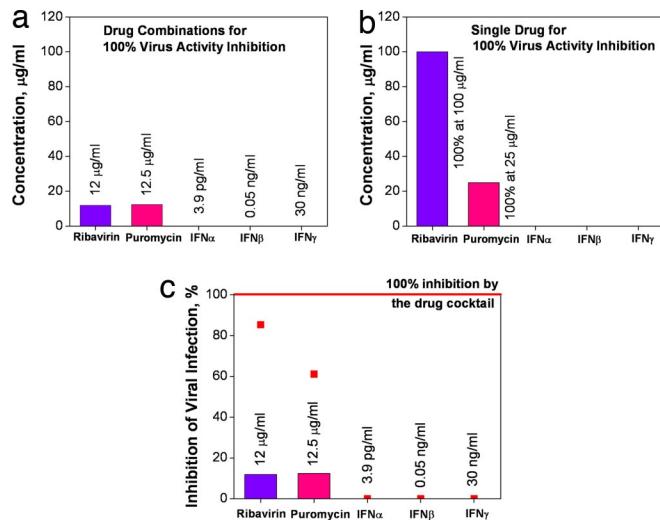 a
Drug Combinations for
100% Virus Activity Inhibition
Concentration, μg/ml
120
100
80
60
40
20
0
12 μg/ml
12.5 μg/ml
3.9 pg/ml
0.05 ng/ml
30 ng/ml
Ribavirin Puromycin IFNα IFNβ IFNγ
b
Single Drug for
100% Virus Activity Inhibition
Concentration, μg/ml
120
100
80
60
40
20
0
100% at 100 μg/ml
100% at 25 μg/ml
Ribavirin Puromycin IFNα IFNβ IFNγ
c
100% inhibition by
the drug cocktail
Inhibition of Viral Infection, %
100
80
60
40
20
0
12 μg/ml
12.5 μg/ml
3.9 pg/ml
0.05 ng/ml
30 ng/ml
Ribavirin Puromycin IFNα IFNβ IFNγ